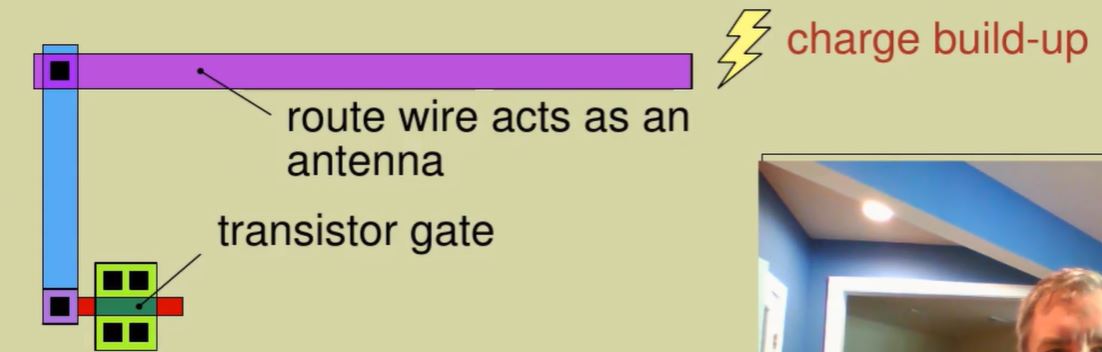 charge build-up
route wire acts as an
antenna
transistor gate